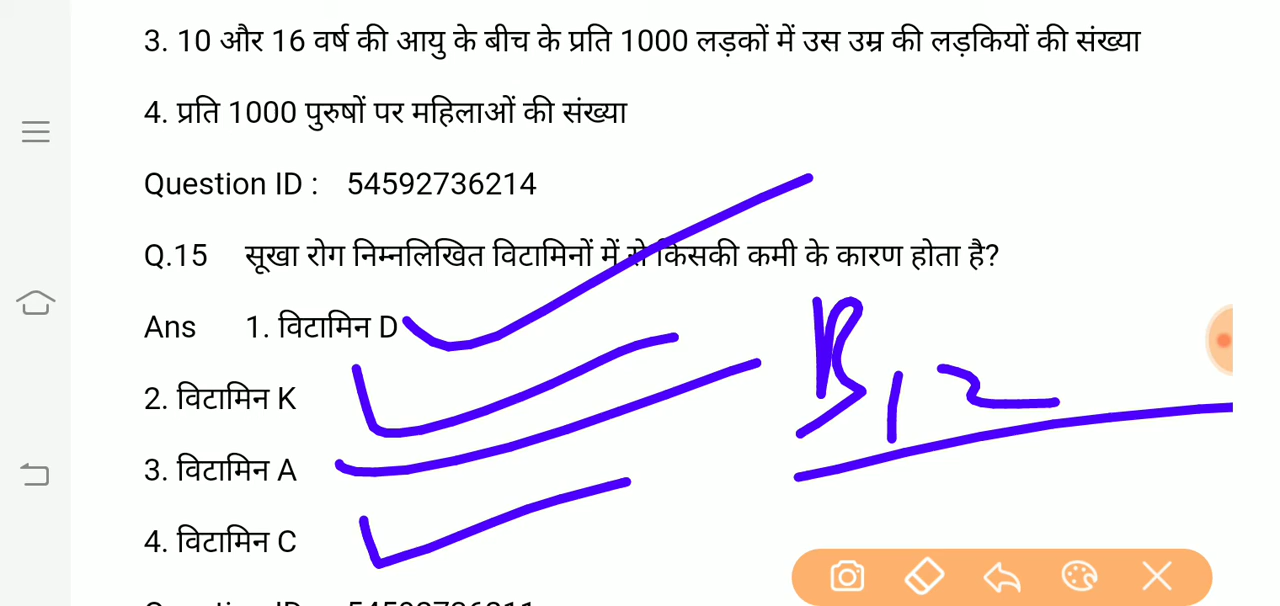 3. 10 और 16 वर्ष की आयु के बीच के प्रति 1000 लड़कों में उस उम्र की लड़कियों की संख्या
4. प्रति 1000 पुरुषों पर महिलाओं की संख्या
Question ID : 54592736214
Q.15 सूखा रोग निम्नलिखित विटामिनों में से किसकी कमी के कारण होता है?
Ans 1. विटामिन D
2. विटामिन K
3. विटामिन A
4. विटामिन C
B12